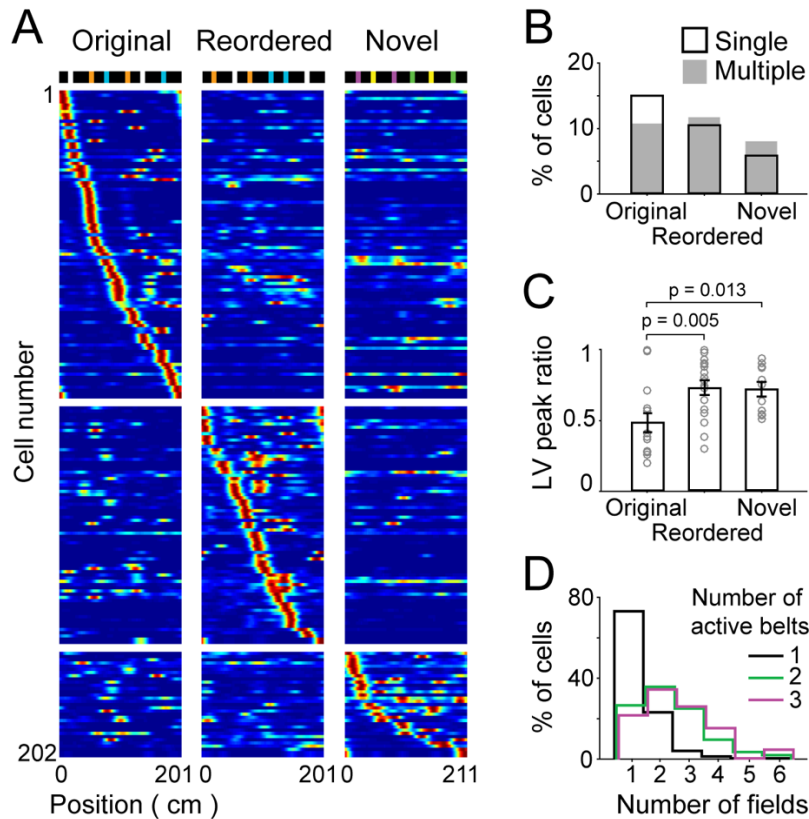 A
Original Reordered Novel
1
Cell number
202
0 201 0 201 0 211
Position ( cm )
B
Single
Multiple
20
10
0
% of cells
Original Novel
Reordered
C
p = 0.013
p = 0.005
1
0.5
0
LV peak ratio
Original Novel
Reordered
D
80
40
0
% of cells
Number of
active belts
1
2
3
1 2 3 4 5 6
Number of fields